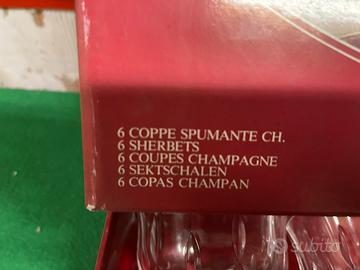 6 COPPE SPUMANTE CH.
6 SHERBETS
6 COUPES CHAMPAGNE
6 SEKTSCHALEN
6 COPAS CHAMPAN
subito